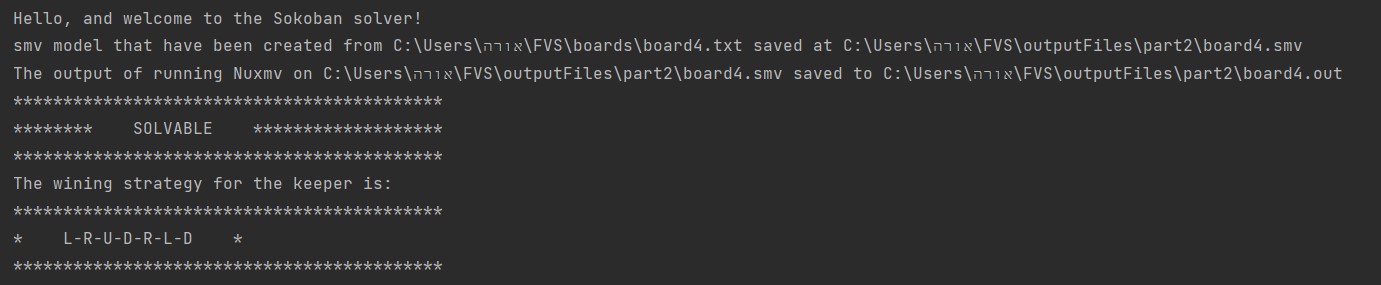 Hello, and welcome to the Sokoban solver!
smv model that have been created from C:\Users\אורה\FVS\boards\board4.txt saved at C:\Users\אורה\FVS\outputFiles\part2\board4.smv
The output of running Nuxmv on C:\Users\אורה\FVS\outputFiles\part2\board4.smv saved to C:\Users\אורה\FVS\outputFiles\part2\board4.out
*******************************************
********    SOLVABLE    *******************
*******************************************
The wining strategy for the keeper is:
*******************************************
*    L-R-U-D-R-L-D    *
*******************************************